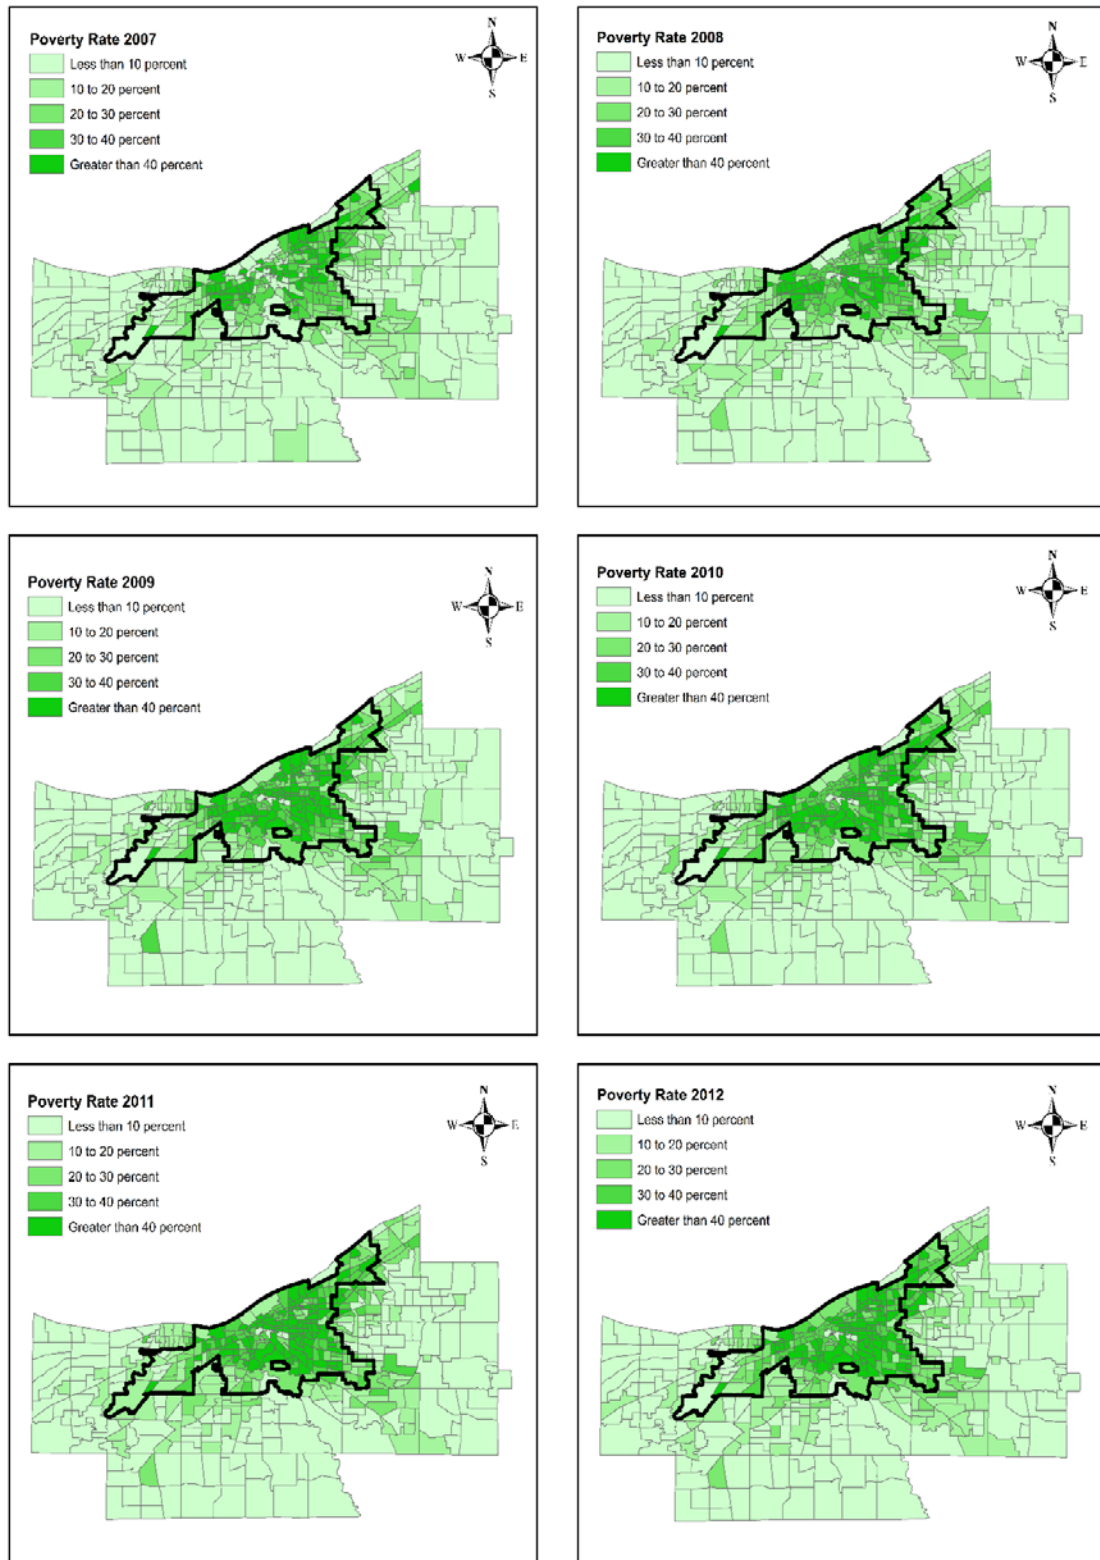 Poverty Rate 2007
Less than 10 percent
10 to 20 percent
20 to 30 percent
30 to 40 percent
Greater than 40 percent
N
W E
S
Poverty Rate 2008
Less than 10 percent
10 to 20 percent
20 to 30 percent
30 to 40 percent
Greater than 40 percent
N
W E
S
Poverty Rate 2009
Less than 10 percent
10 to 20 percent
20 to 30 percent
30 to 40 percent
Greater than 40 percent
N
W E
S
Poverty Rate 2010
Less than 10 percent
10 to 20 percent
20 to 30 percent
30 to 40 percent
Greater than 40 percent
N
W E
S
Poverty Rate 2011
Less than 10 percent
10 to 20 percent
20 to 30 percent
30 to 40 percent
Greater than 40 percent
N
W E
S
Poverty Rate 2012
Less than 10 percent
10 to 20 percent
20 to 30 percent
30 to 40 percent
Greater than 40 percent
N
W E
S